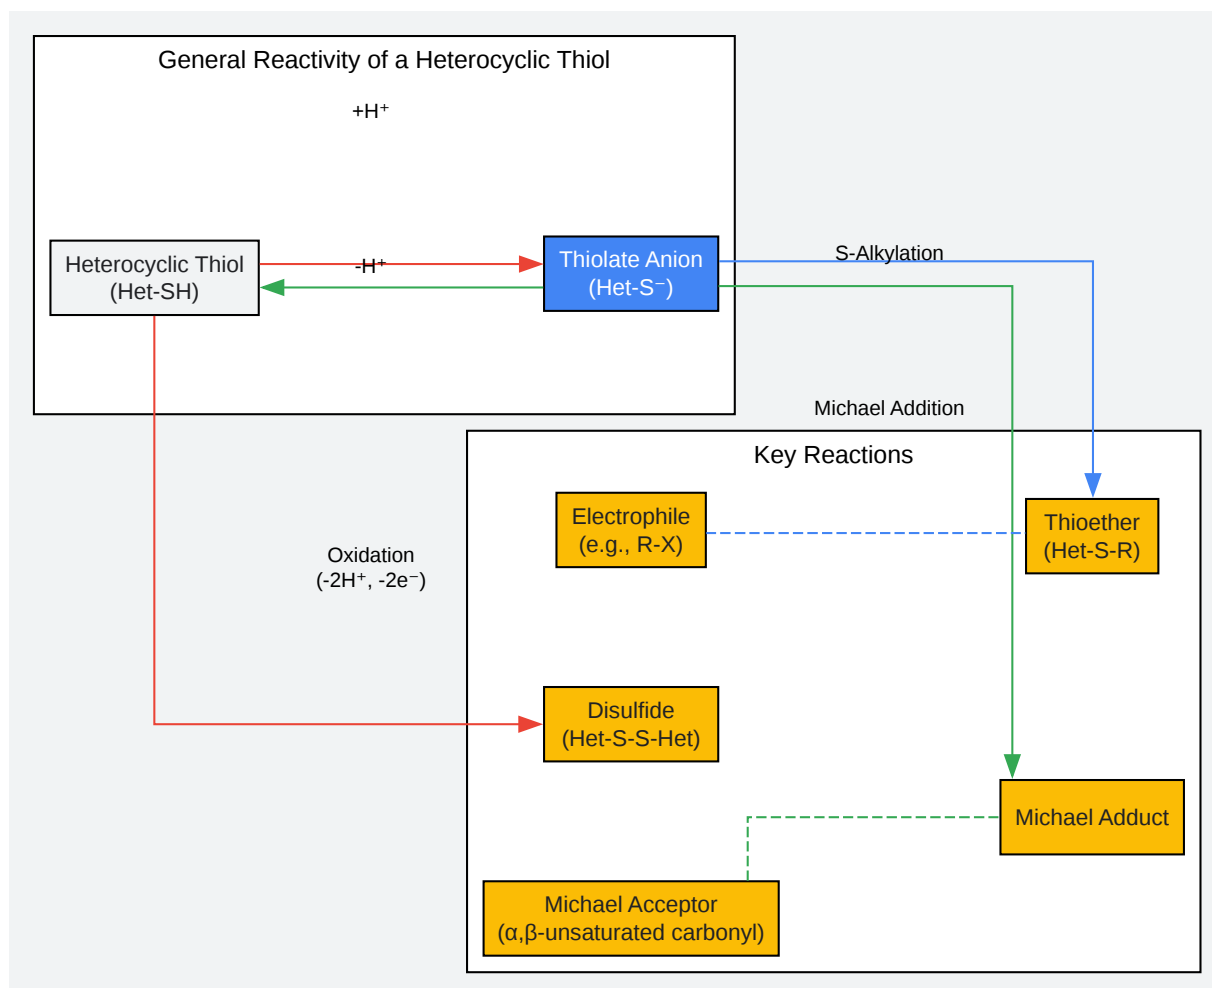 General Reactivity of a Heterocyclic Thiol
+H⁺
Heterocyclic Thiol
(Het-SH)
-H⁺
Thiolate Anion
(Het-S⁻)
S-Alkylation
Michael Addition
Key Reactions
Electrophile
(e.g., R-X)
Thioether
(Het-S-R)
Oxidation
(-2H⁺, -2e⁻)
Disulfide
(Het-S-S-Het)
Michael Adduct
Michael Acceptor
(α,β-unsaturated carbonyl)